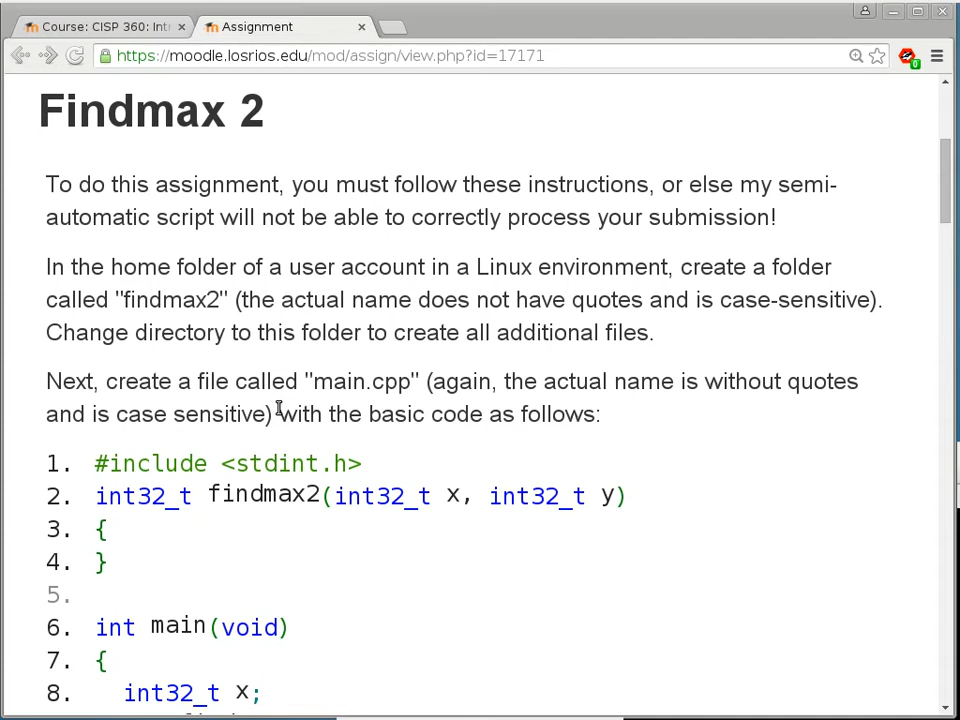 Course: CISP 360: Int
Assignment
https://moodle.losrios.edu/mod/assign/view.php?id=17171
0
Findmax 2
To do this assignment, you must follow these instructions, or else my semi-
automatic script will not be able to correctly process your submission!
In the home folder of a user account in a Linux environment, create a folder
called "findmax2" (the actual name does not have quotes and is case-sensitive).
Change directory to this folder to create all additional files.
Next, create a file called "main.cpp" (again, the actual name is without quotes
and is case sensitive) with the basic code as follows:
1. #include <stdint.h>
2. int32_t findmax2(int32_t x, int32_t y)
3. {
4. }
5.
6. int main(void)
7. {
8. int32_t x;